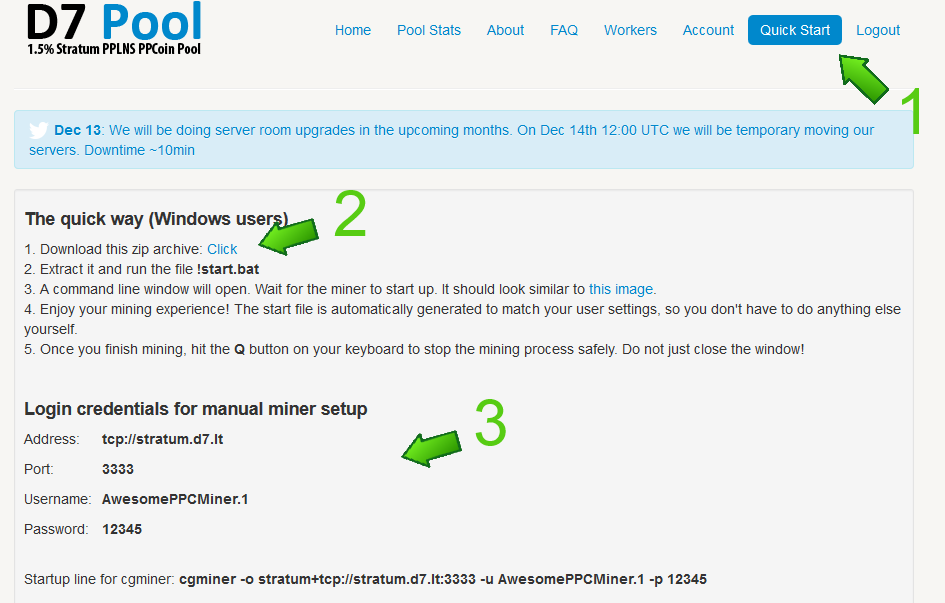 D7 Pool
1.5% Stratum PPLNS PPCoin Pool
Home Pool Stats About FAQ Workers Account Quick Start Logout
1
Dec 13: We will be doing server room upgrades in the upcoming months. On Dec 14th 12:00 UTC we will be temporary moving our
servers. Downtime ~10min
2
The quick way (Windows users)
1. Download this zip archive: Click
2. Extract it and run the file !start.bat
3. A command line window will open. Wait for the miner to start up. It should look similar to this image.
4. Enjoy your mining experience! The start file is automatically generated to match your user settings, so you don't have to do anything else
yourself.
5. Once you finish mining, hit the Q button on your keyboard to stop the mining process safely. Do not just close the window!
Login credentials for manual miner setup
3
Address: tcp://stratum.d7.lt
Port: 3333
Username: AwesomePPCMiner.1
Password: 12345
Startup line for cgminer: cgminer -o stratum+tcp://stratum.d7.lt:3333 -u AwesomePPCMiner.1 -p 12345